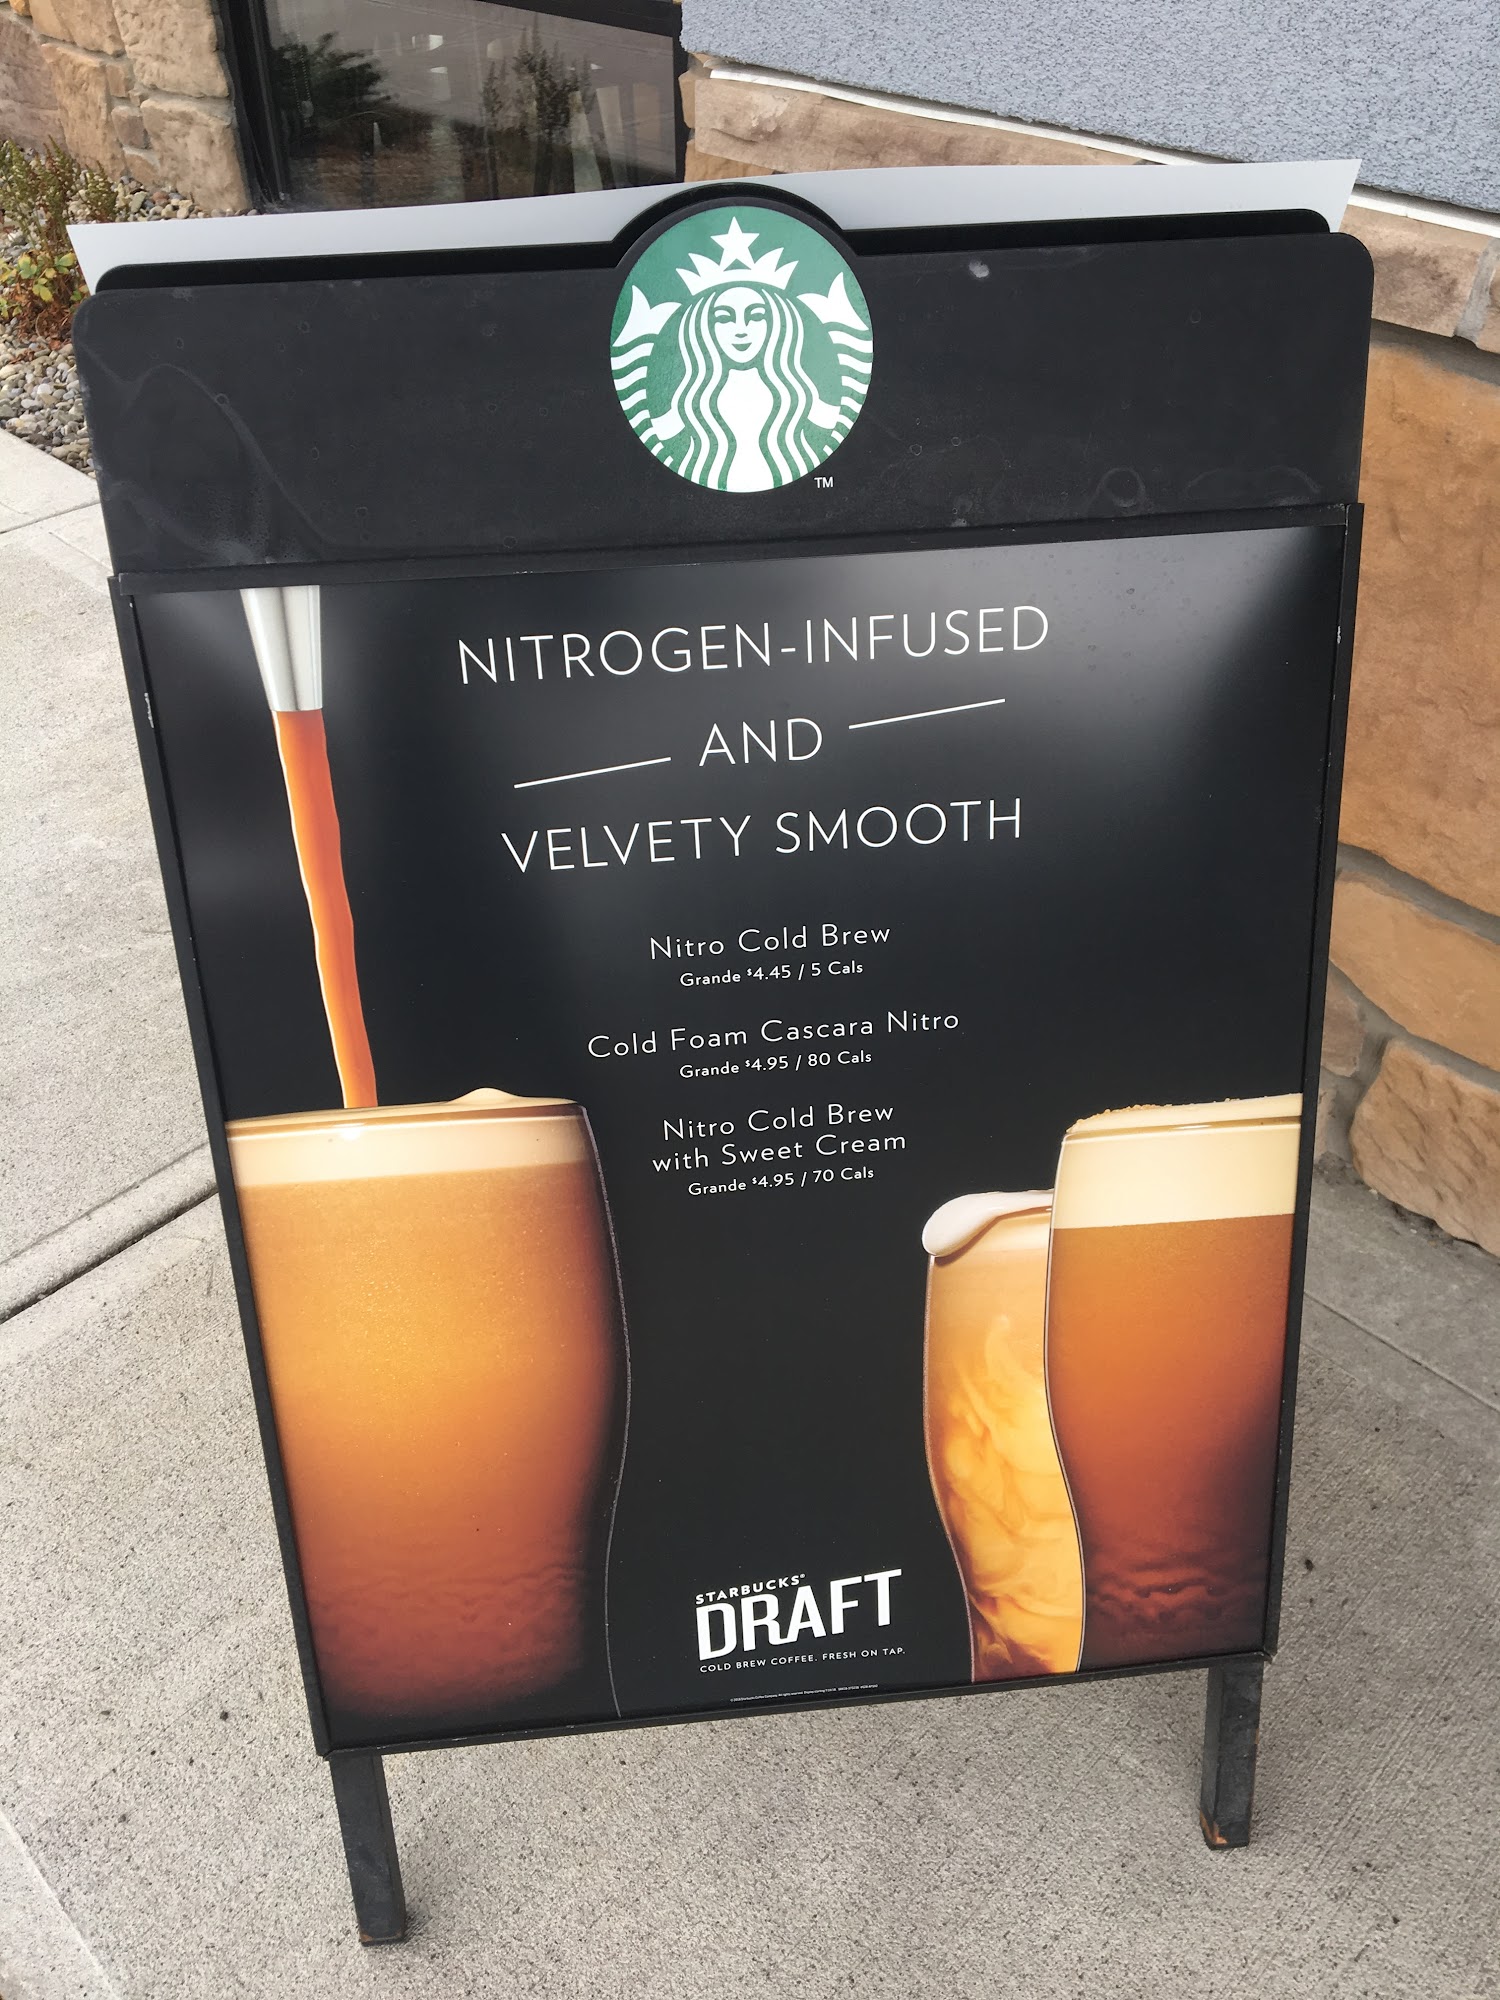 TM
NITROGEN-INFUSED
AND
VELVETY SMOOTH
Nitro Cold Brew
Grande $4.45 / 5 Cals
Cold Foam Cascara Nitro
Grande $4.95 / 80 Cals
Nitro Cold Brew
with Sweet Cream
Grande $4.95 / 70 Cals
STARBUCKS®
DRAFT
COLD BREW COFFEE. FRESH ON TAP.